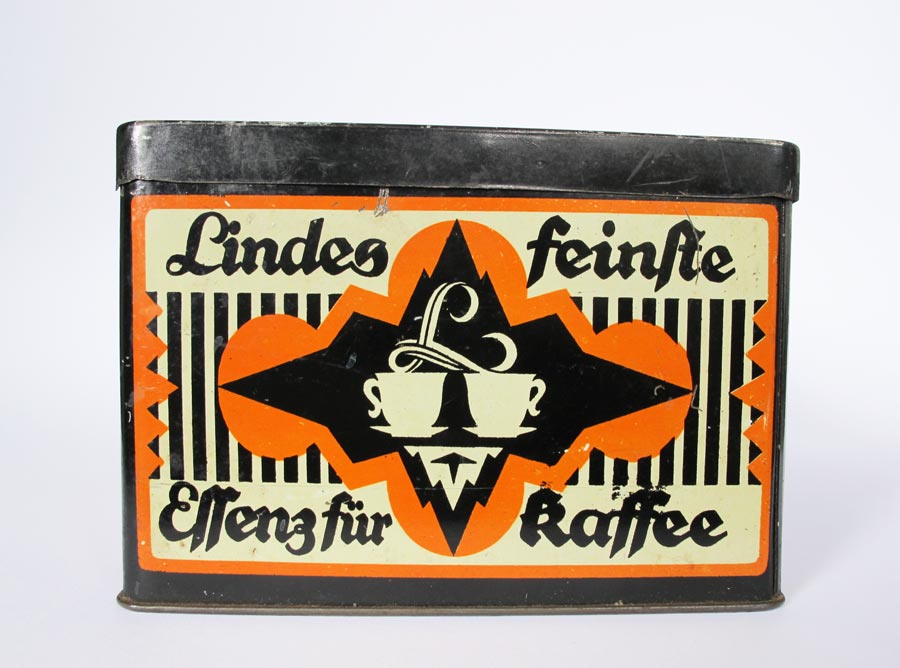 Lindes feinſte
L
Eſſenz für Kaffee